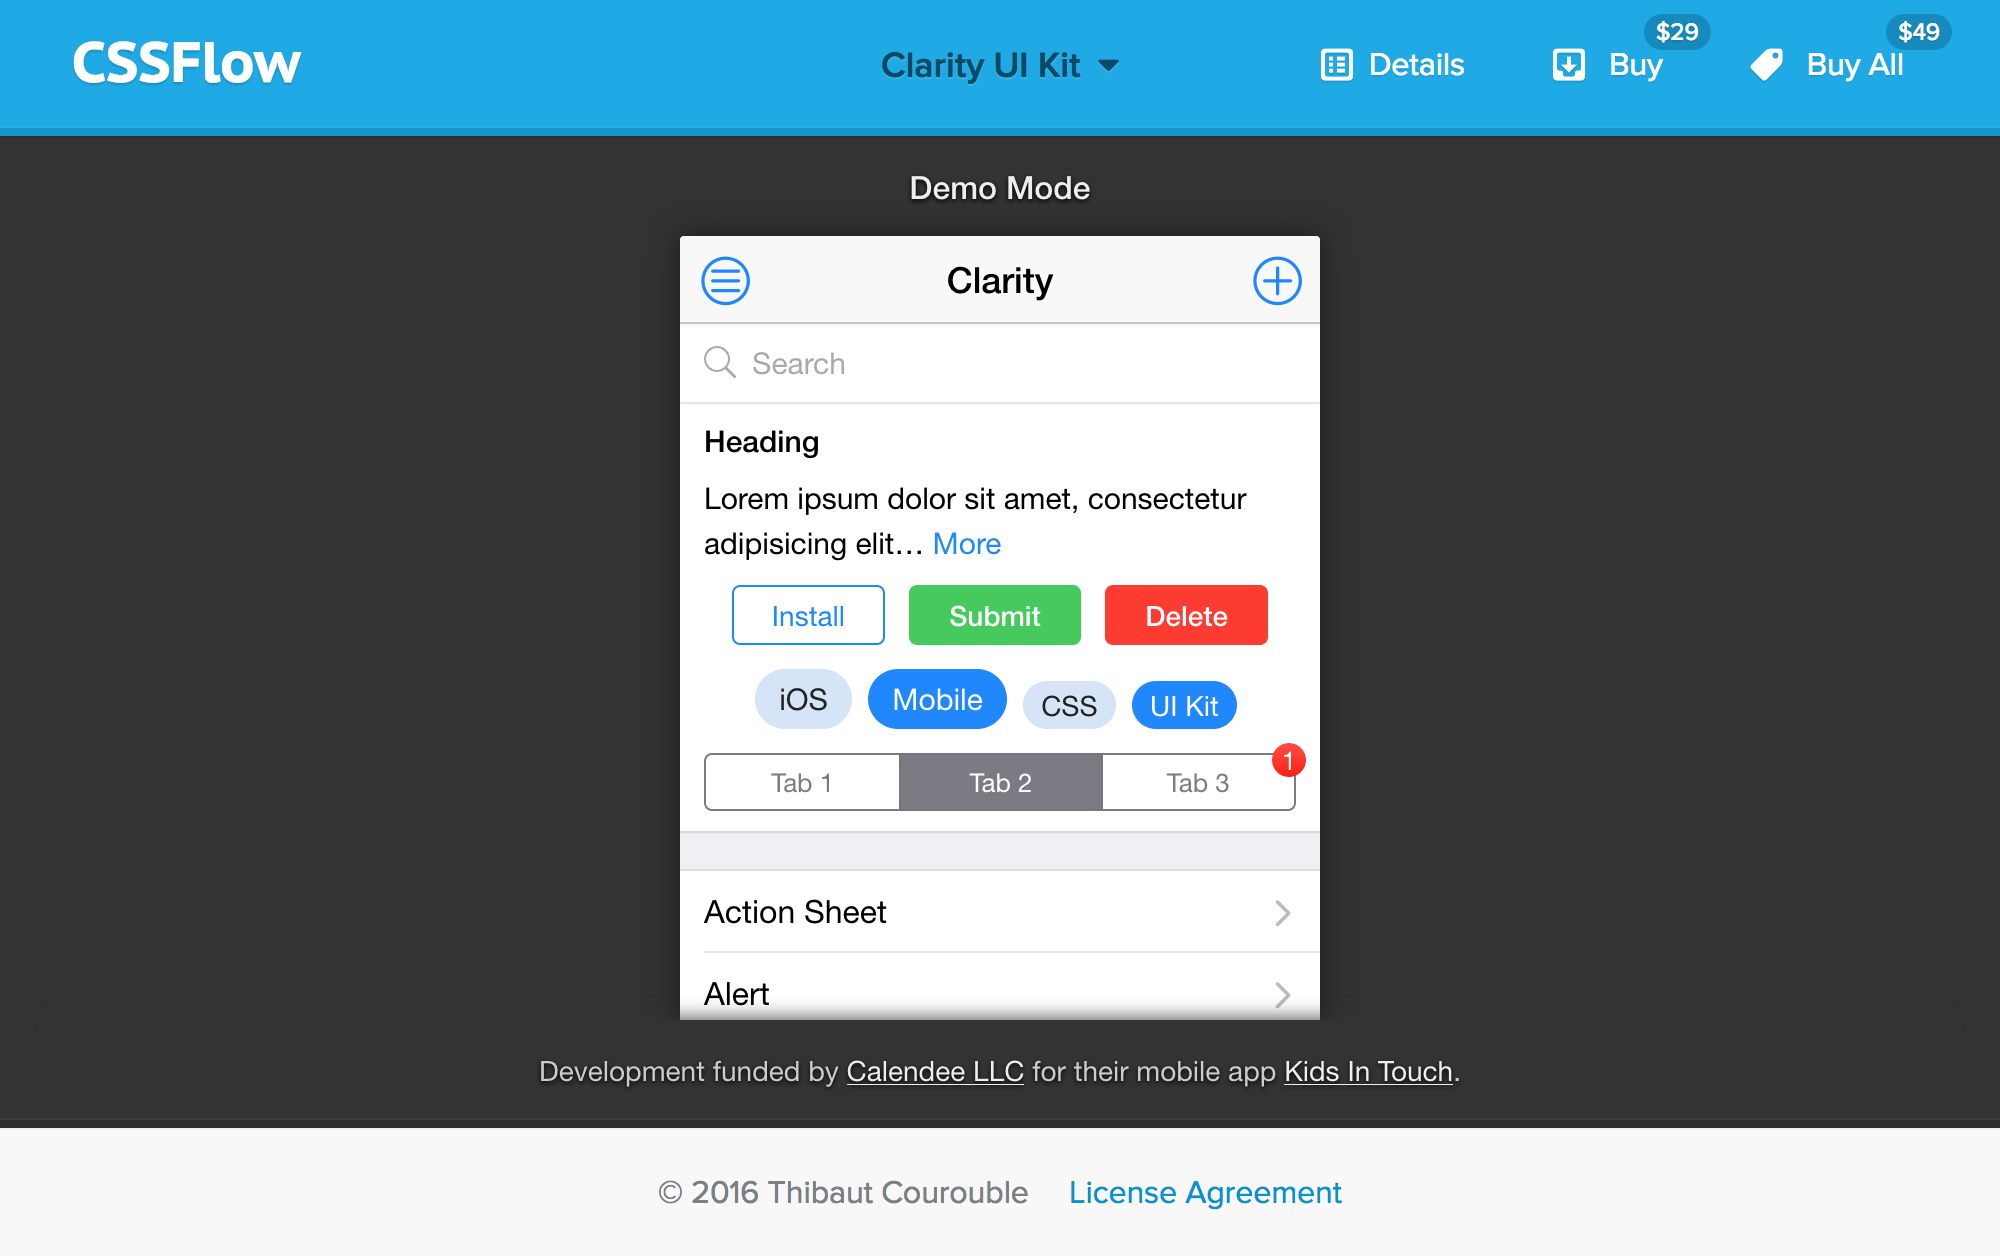 CSSFlow
Clarity UI Kit
Details
Buy
$29
Buy All
$49
Demo Mode
Clarity
Search
Heading
Lorem ipsum dolor sit amet, consectetur
adipisicing elit… More
Install
Submit
Delete
iOS
Mobile
CSS
UI Kit
Tab 1
Tab 2
Tab 3
1
Action Sheet
Alert
Development funded by Calendee LLC for their mobile app Kids In Touch.
© 2016 Thibaut Courouble
License Agreement